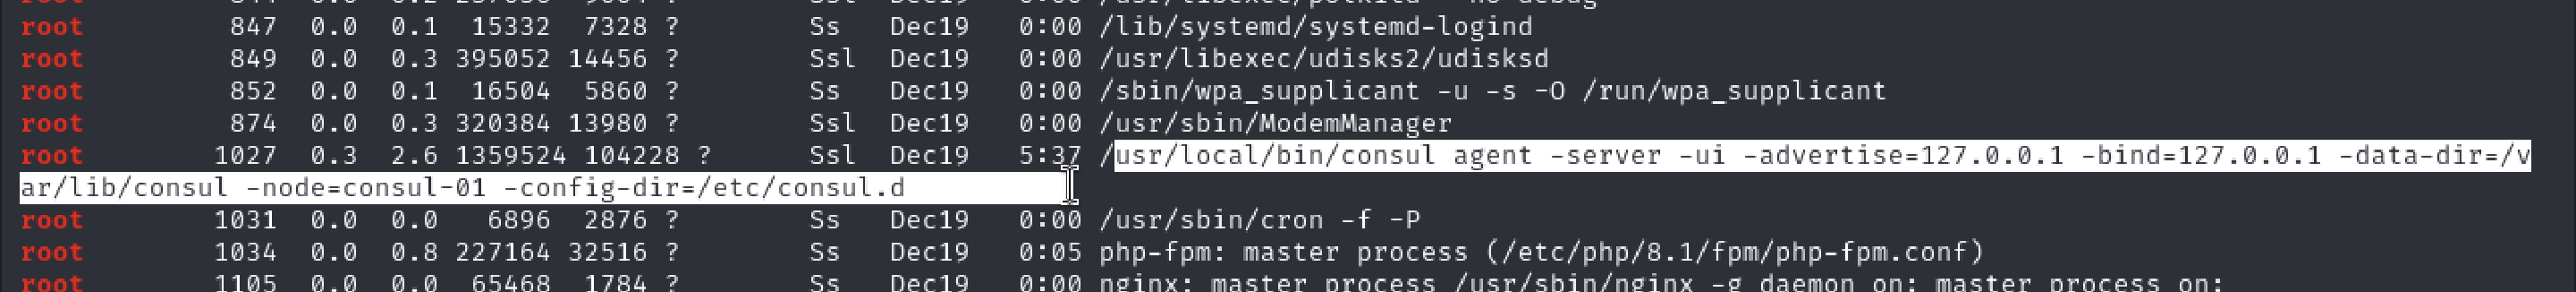 root 847 0.0 0.1 15332 7328 ? Ss Dec19 0:00 /lib/systemd/systemd-logind
root 849 0.0 0.3 395052 14456 ? Ssl Dec19 0:00 /usr/libexec/udisks2/udisksd
root 852 0.0 0.1 16504 5860 ? Ss Dec19 0:00 /sbin/wpa_supplicant -u -s -O /run/wpa_supplicant
root 874 0.0 0.3 320384 13980 ? Ssl Dec19 0:00 /usr/sbin/ModemManager
root 1027 0.3 2.6 1359524 104228 ? Ssl Dec19 5:37 /usr/local/bin/consul agent -server -ui -advertise=127.0.0.1 -bind=127.0.0.1 -data-dir=/v
ar/lib/consul -node=consul-01 -config-dir=/etc/consul.d
root 1031 0.0 0.0 6896 2876 ? Ss Dec19 0:00 /usr/sbin/cron -f -P
root 1034 0.0 0.8 227164 32516 ? Ss Dec19 0:05 php-fpm: master process (/etc/php/8.1/fpm/php-fpm.conf)
root 1105 0.0 0.0 65468 1784 ? Ss Dec19 0:00 nginx: master process /usr/sbin/nginx -g daemon on; master_process on;